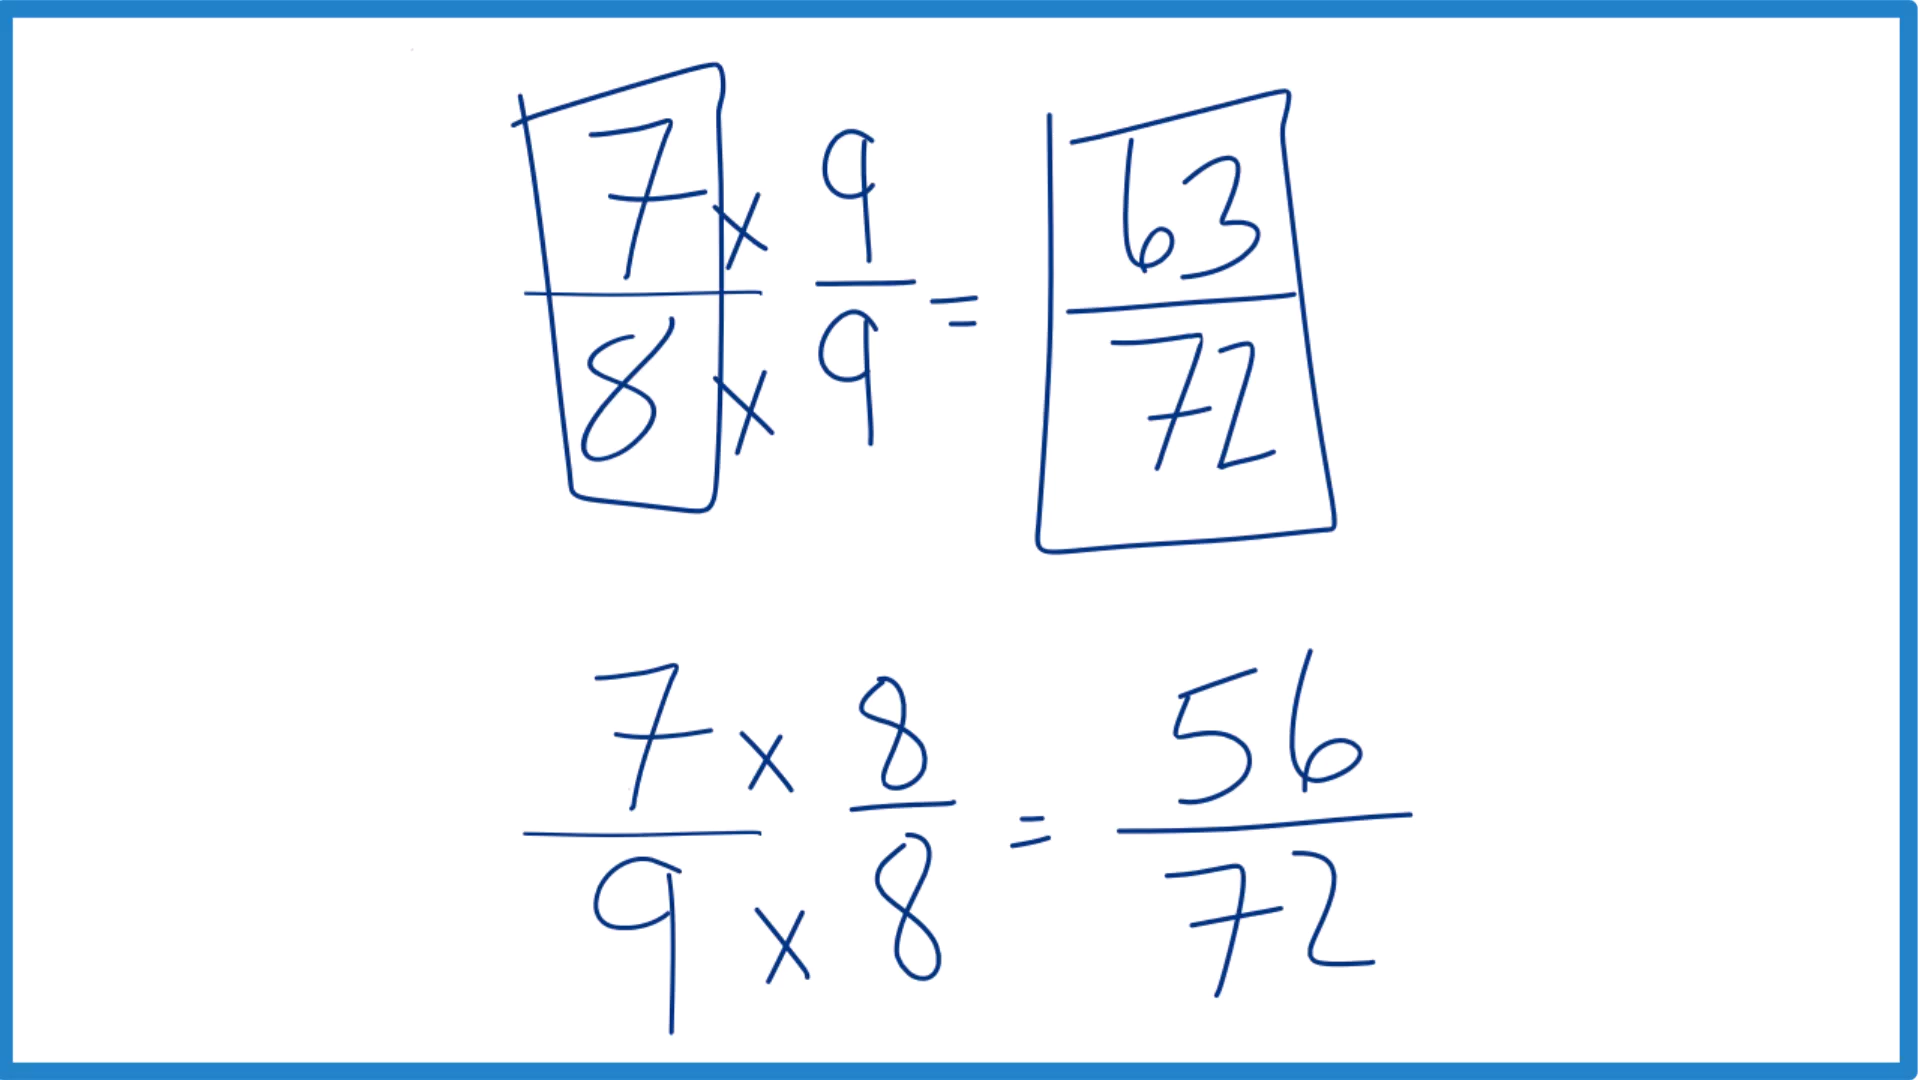 7/8 × 9/9 = 63/72
7/9 × 8/8 = 56/72